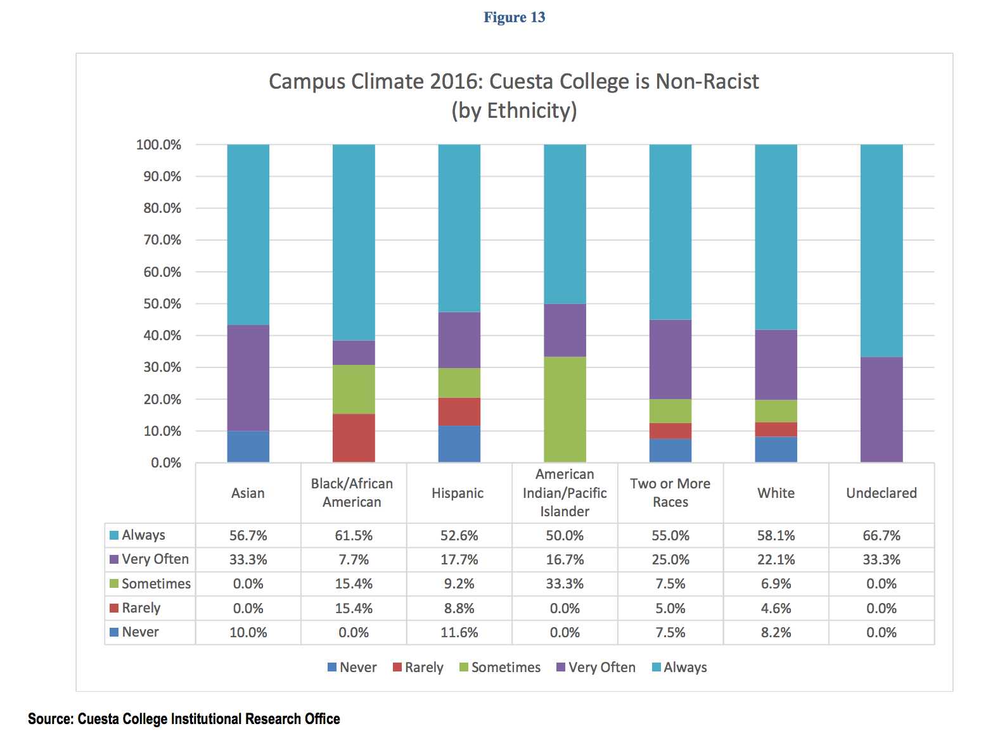 Figure 13
Campus Climate 2016: Cuesta College is Non-Racist
(by Ethnicity)
100.0%
90.0%
80.0%
70.0%
60.0%
50.0%
40.0%
30.0%
20.0%
10.0%
0.0%
Asian Black/African American Hispanic American Indian/Pacific Islander Two or More Races White Undeclared
Always 56.7% 61.5% 52.6% 50.0% 55.0% 58.1% 66.7%
Very Often 33.3% 7.7% 17.7% 16.7% 25.0% 22.1% 33.3%
Sometimes 0.0% 15.4% 9.2% 33.3% 7.5% 6.9% 0.0%
Rarely 0.0% 15.4% 8.8% 0.0% 5.0% 4.6% 0.0%
Never 10.0% 0.0% 11.6% 0.0% 7.5% 8.2% 0.0%
Never Rarely Sometimes Very Often Always
Source: Cuesta College Institutional Research Office